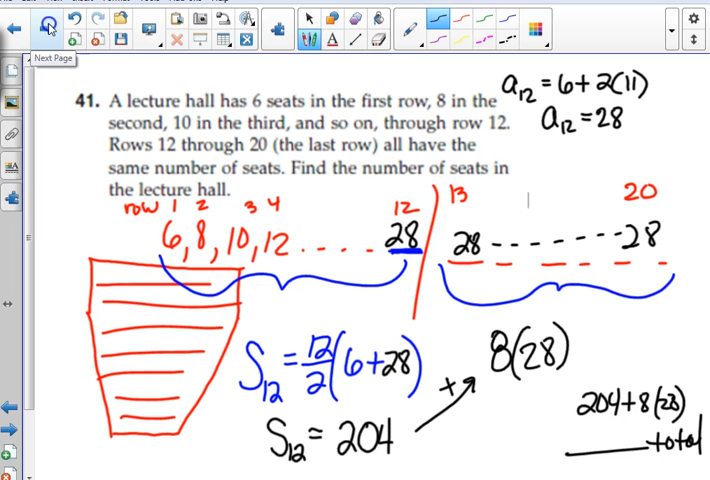 Next Page
a12 = 6 + 2(11)
a12 = 28
41. A lecture hall has 6 seats in the first row, 8 in the
second, 10 in the third, and so on, through row 12.
Rows 12 through 20 (the last row) all have the
same number of seats. Find the number of seats in
the lecture hall.
row 1 2 3 4 12 13 20
6, 8, 10, 12 . . . . 28 28 - - - - - - - 28
S12 = 12/2 (6+28)
8(28)
S12 = 204
+
204 + 8(28)
____ total